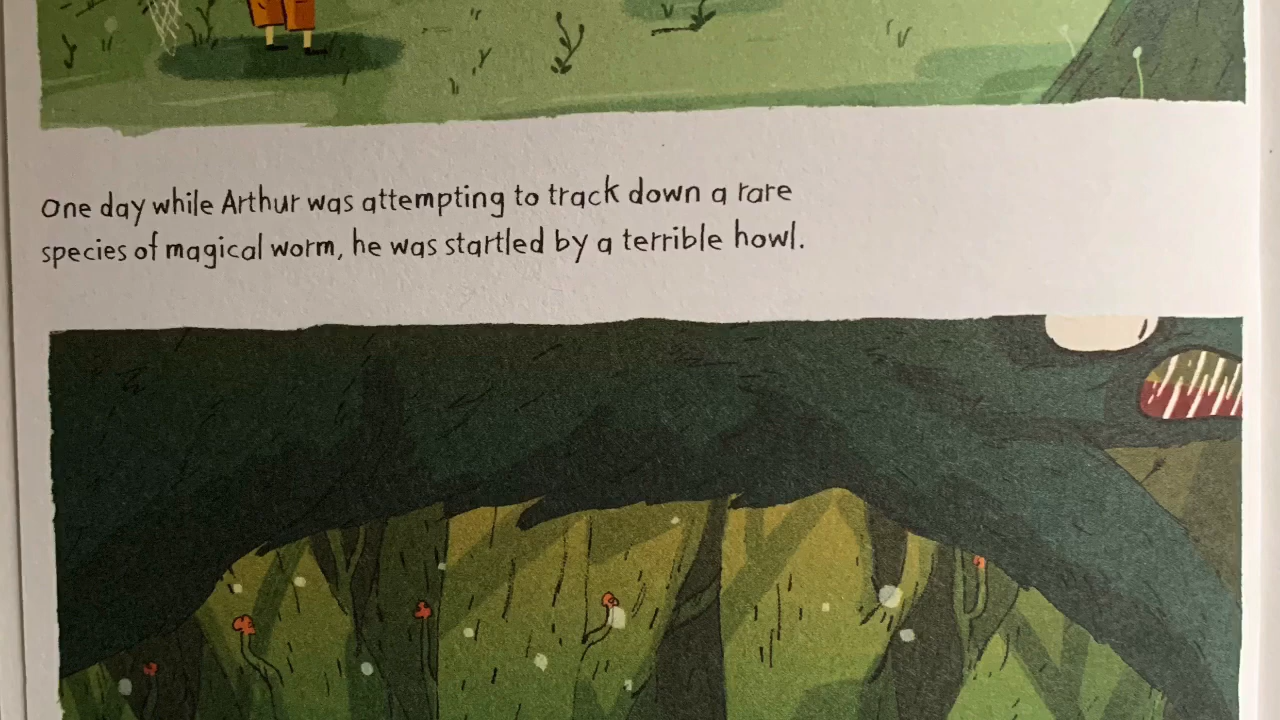 One day while Arthur was attempting to track down a rare
species of magical worm, he was startled by a terrible howl.